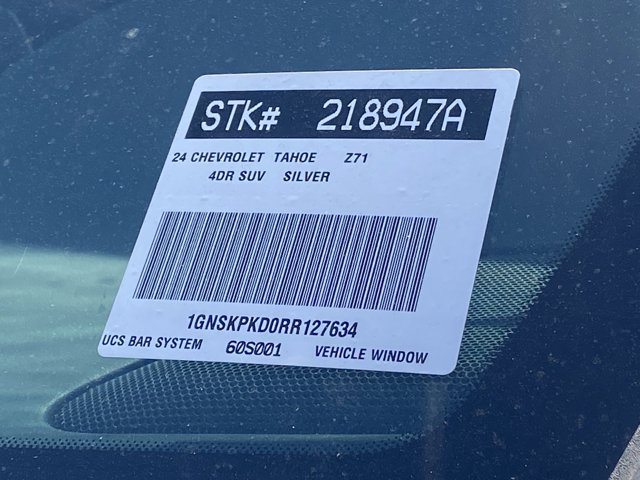 STK# 218947A
24 CHEVROLET TAHOE Z71
4DR SUV SILVER
1GNSKPKD0RR127634
UCS BAR SYSTEM 60S001 VEHICLE WINDOW